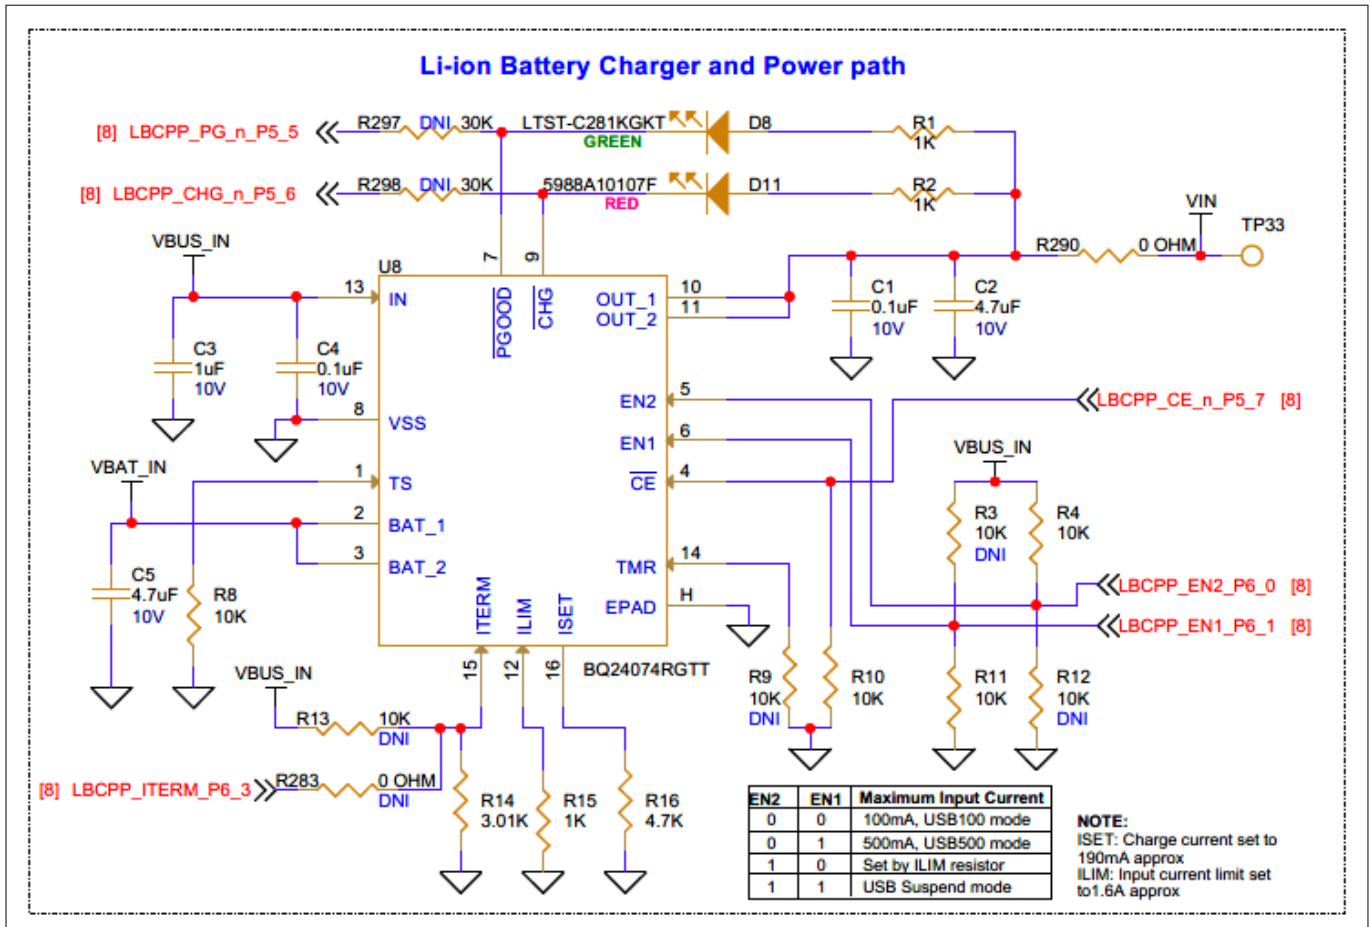 Li-ion Battery Charger and Power path
[8] LBCPP_PG_n_P5_5 R297 DNI 30K LTST-C281KGKT D8 R1
GREEN 1K
[8] LBCPP_CHG_n_P5_6 R298 DNI 30K 5988A10107F D11 R2
RED 1K
VIN
TP33
VBUS_IN
R290 0 OHM
7 9
U8
13 IN
PGOOD
CHG
OUT_1 10
OUT_2 11
C1
0.1uF
10V
C2
4.7uF
10V
C3
1uF
10V
C4
0.1uF
10V
8 VSS
EN2 5
LBCPP_CE_n_P5_7 [8]
EN1 6
VBUS_IN
VBAT_IN
1 TS
CE 4
2 BAT_1
3 BAT_2
R3
10K
DNI
R4
10K
TMR 14
EPAD H
C5
4.7uF
10V
R8
10K
LBCPP_EN2_P6_0 [8]
LBCPP_EN1_P6_1 [8]
ITERM
ILIM
ISET
15 12 16
BQ24074RGTT
VBUS_IN
R9
10K
DNI
R10
10K
R11
10K
R12
10K
DNI
R13 10K
DNI
[8] LBCPP_ITERM_P6_3 R283 0 OHM
DNI
R14
3.01K
R15
1K
R16
4.7K
EN2 EN1 Maximum Input Current
0 0 100mA, USB100 mode
0 1 500mA, USB500 mode
1 0 Set by ILIM resistor
1 1 USB Suspend mode
NOTE:
ISET: Charge current set to
190mA approx
ILIM: Input current limit set
to1.6A approx